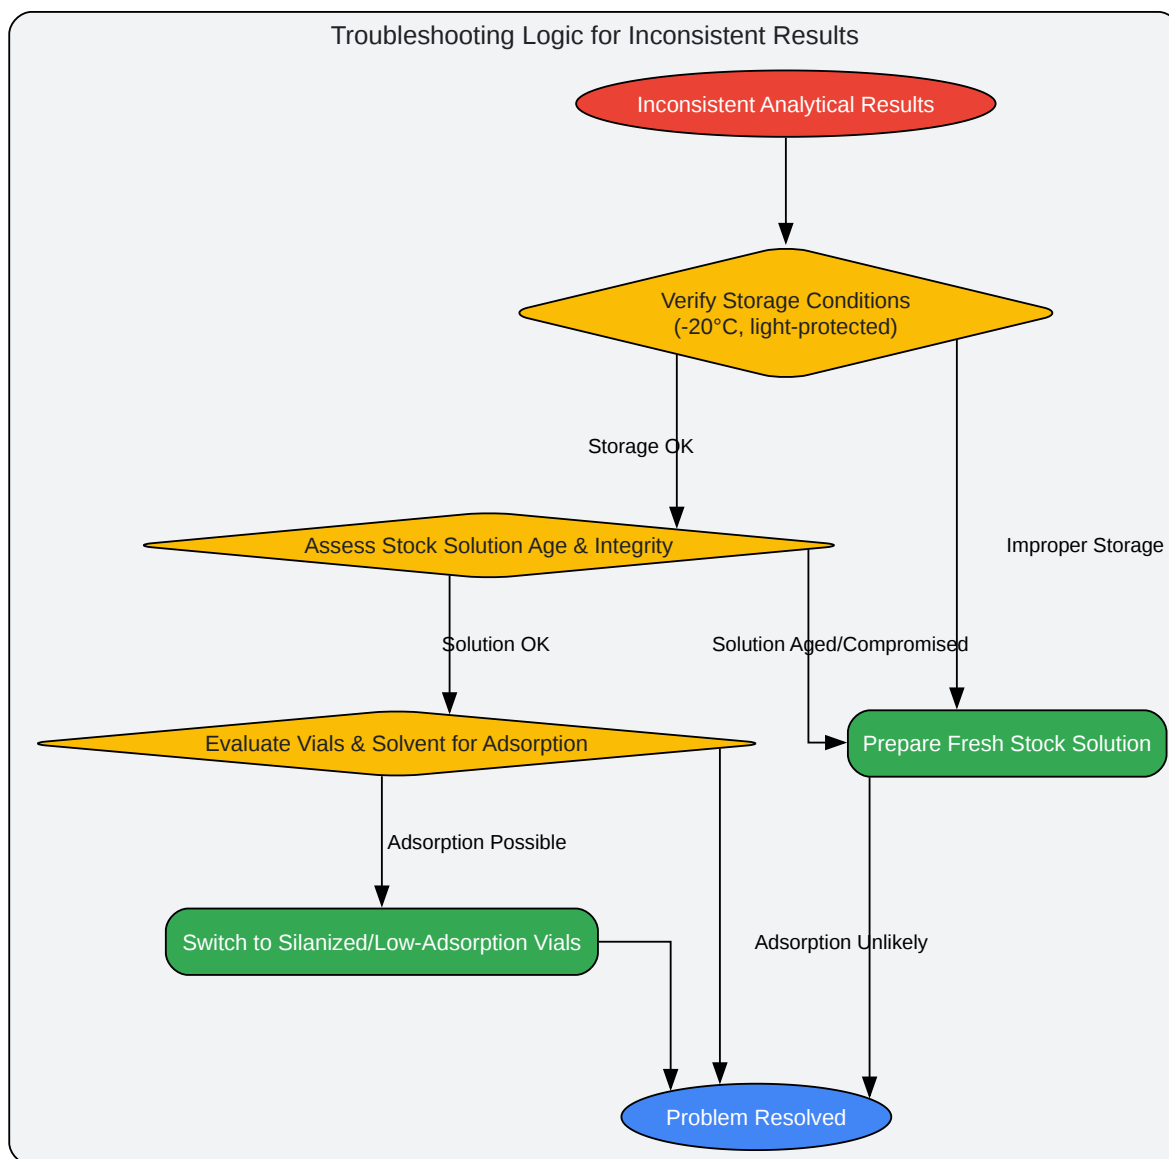 Troubleshooting Logic for Inconsistent Results
Inconsistent Analytical Results
Verify Storage Conditions
(-20°C, light-protected)
Storage OK
Assess Stock Solution Age & Integrity
Improper Storage
Solution OK
Solution Aged/Compromised
Evaluate Vials & Solvent for Adsorption
Prepare Fresh Stock Solution
Adsorption Possible
Switch to Silanized/Low-Adsorption Vials
Adsorption Unlikely
Problem Resolved